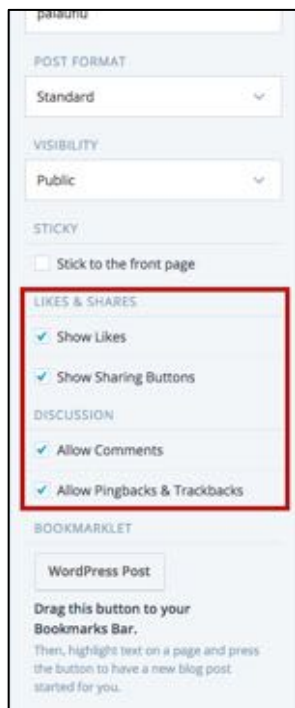 palaunu
POST FORMAT
Standard
VISIBILITY
Public
STICKY
Stick to the front page
LIKES & SHARES
Show Likes
Show Sharing Buttons
DISCUSSION
Allow Comments
Allow Pingbacks & Trackbacks
BOOKMARKLET
WordPress Post
Drag this button to your
Bookmarks Bar.
Then, highlight text on a page and press
the button to have a new blog post
started for you.